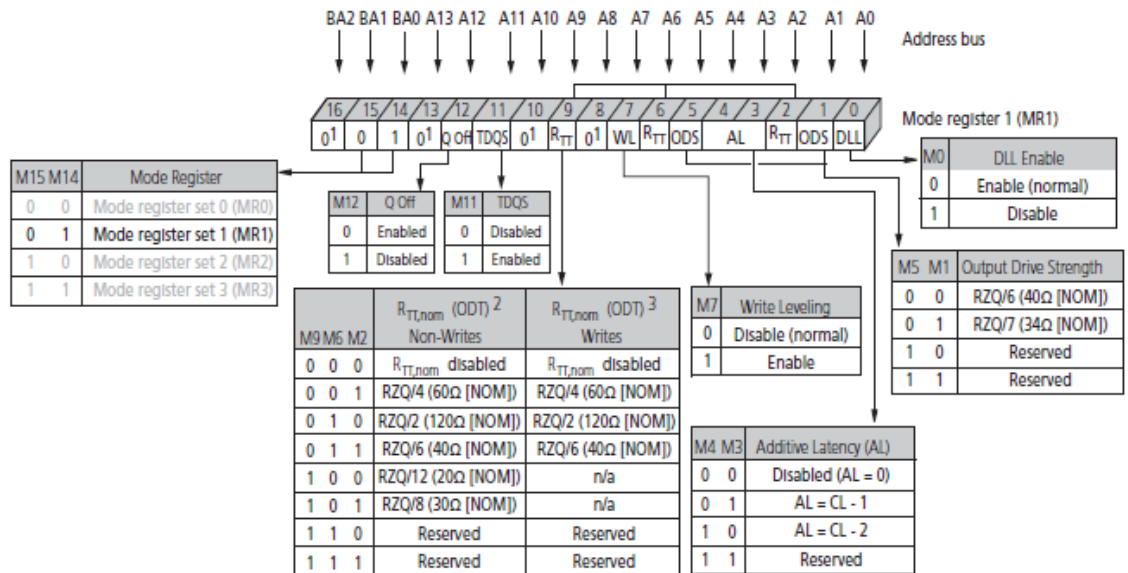 BA2 BA1 BA0 A13 A12 A11 A10 A9 A8 A7 A6 A5 A4 A3 A2 A1 A0
Address bus
16 15 14 13 12 11 10 9 8 7 6 5 4 3 2 1 0
Mode register 1 (MR1)
0¹ 0 1 0¹ Q Off TDQS 0¹ RTT 0¹ WL RTT ODS AL RTT ODS DLL
M15 M14 Mode Register
0 0 Mode register set 0 (MR0)
0 1 Mode register set 1 (MR1)
1 0 Mode register set 2 (MR2)
1 1 Mode register set 3 (MR3)
M12 Q Off
0 Enabled
1 Disabled
M11 TDQS
0 Disabled
1 Enabled
M0 DLL Enable
0 Enable (normal)
1 Disable
M5 M1 Output Drive Strength
0 0 RZQ/6 (40Ω [NOM])
0 1 RZQ/7 (34Ω [NOM])
1 0 Reserved
1 1 Reserved
RTT,nom (ODT) 2 RTT,nom (ODT) 3
M9 M6 M2 Non-Writes Writes
0 0 0 RTT,nom disabled RTT,nom disabled
0 0 1 RZQ/4 (60Ω [NOM]) RZQ/4 (60Ω [NOM])
0 1 0 RZQ/2 (120Ω [NOM]) RZQ/2 (120Ω [NOM])
0 1 1 RZQ/6 (40Ω [NOM]) RZQ/6 (40Ω [NOM])
1 0 0 RZQ/12 (20Ω [NOM]) n/a
1 0 1 RZQ/8 (30Ω [NOM]) n/a
1 1 0 Reserved Reserved
1 1 1 Reserved Reserved
M7 Write Leveling
0 Disable (normal)
1 Enable
M4 M3 Additive Latency (AL)
0 0 Disabled (AL = 0)
0 1 AL = CL - 1
1 0 AL = CL - 2
1 1 Reserved